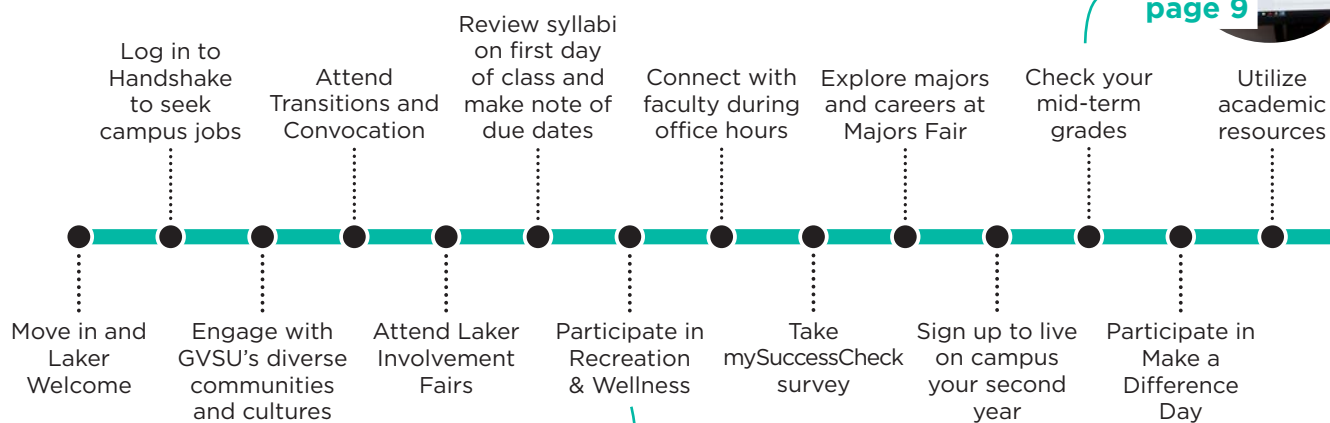 page 9
Log in to
Handshake
to seek
campus jobs
Attend
Transitions and
Convocation
Review syllabi
on first day
of class and
make note of
due dates
Connect with
faculty during
office hours
Explore majors
and careers at
Majors Fair
Check your
mid-term
grades
Utilize
academic
resources
Move in and
Laker
Welcome
Engage with
GVSU’s diverse
communities
and cultures
Attend Laker
Involvement
Fairs
Participate in
Recreation
& Wellness
Take
mySuccessCheck
survey
Sign up to live
on campus
your second
year
Participate in
Make a
Difference
Day